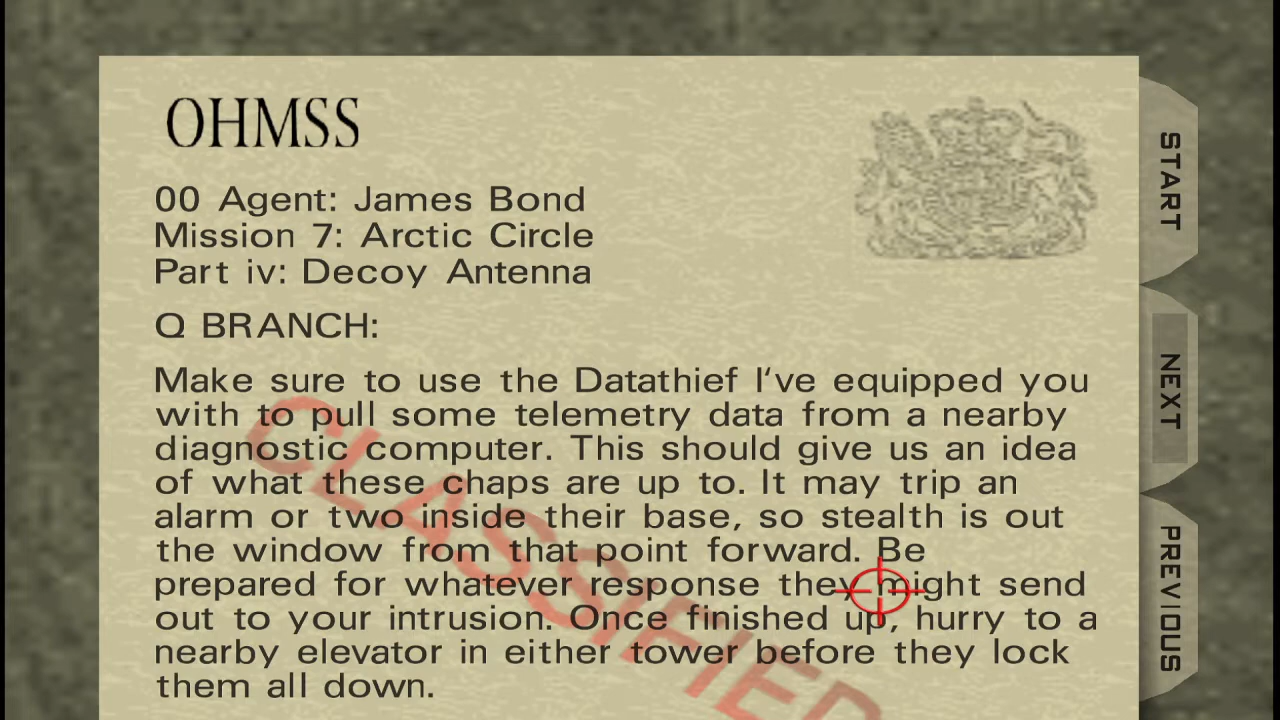 OHMSS
00 Agent: James Bond
Mission 7: Arctic Circle
Part iv: Decoy Antenna
Q BRANCH:
Make sure to use the Datathief I've equipped you
with to pull some telemetry data from a nearby
diagnostic computer. This should give us an idea
of what these chaps are up to. It may trip an
alarm or two inside their base, so stealth is out
the window from that point forward. Be
prepared for whatever response they might send
out to your intrusion. Once finished up, hurry to a
nearby elevator in either tower before they lock
them all down.
CLASSIFIED
START
NEXT
PREVIOUS